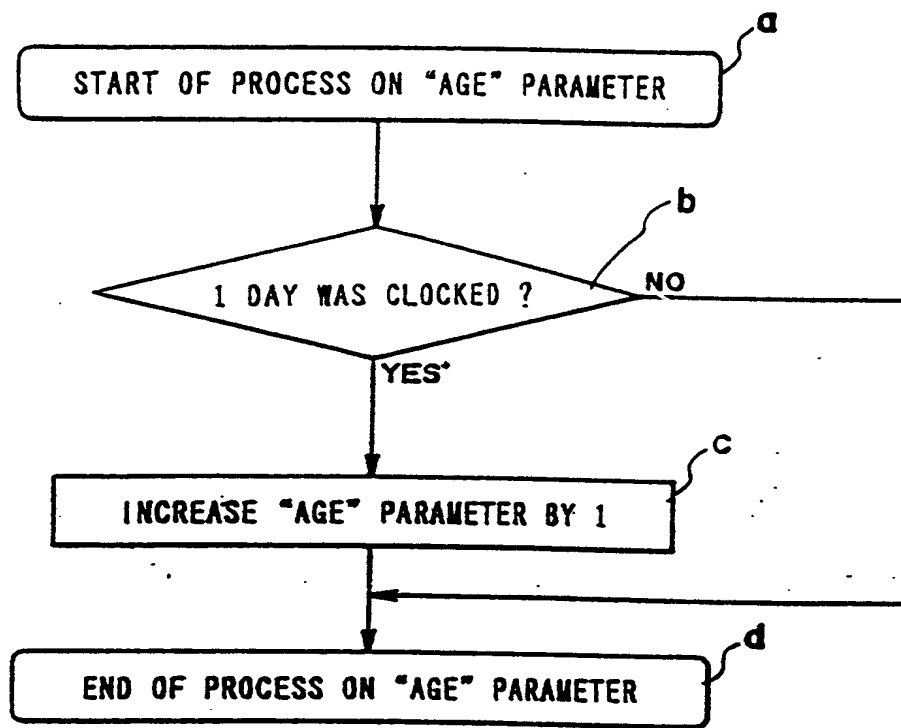 a
START OF PROCESS ON "AGE" PARAMETER
b
1 DAY WAS CLOCKED ?
NO
YES
c
INCREASE "AGE" PARAMETER BY 1
d
END OF PROCESS ON "AGE" PARAMETER